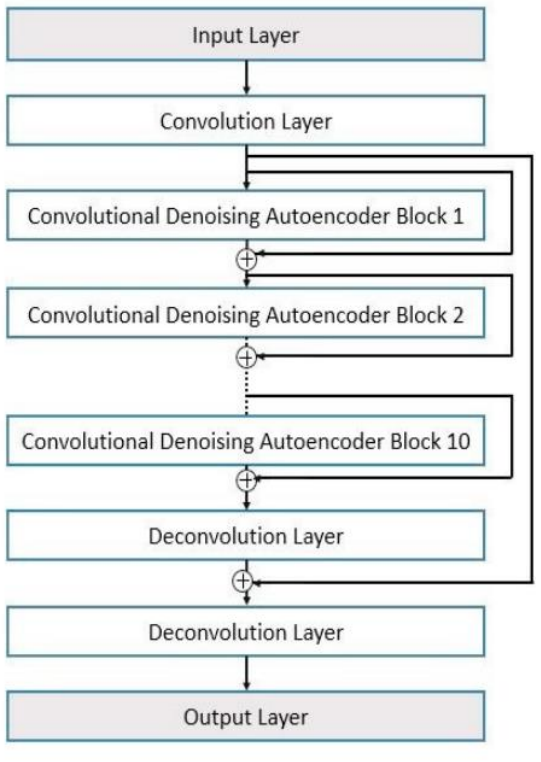 Input Layer
Convolution Layer
Convolutional Denoising Autoencoder Block 1
Convolutional Denoising Autoencoder Block 2
Convolutional Denoising Autoencoder Block 10
Deconvolution Layer
Deconvolution Layer
Output Layer